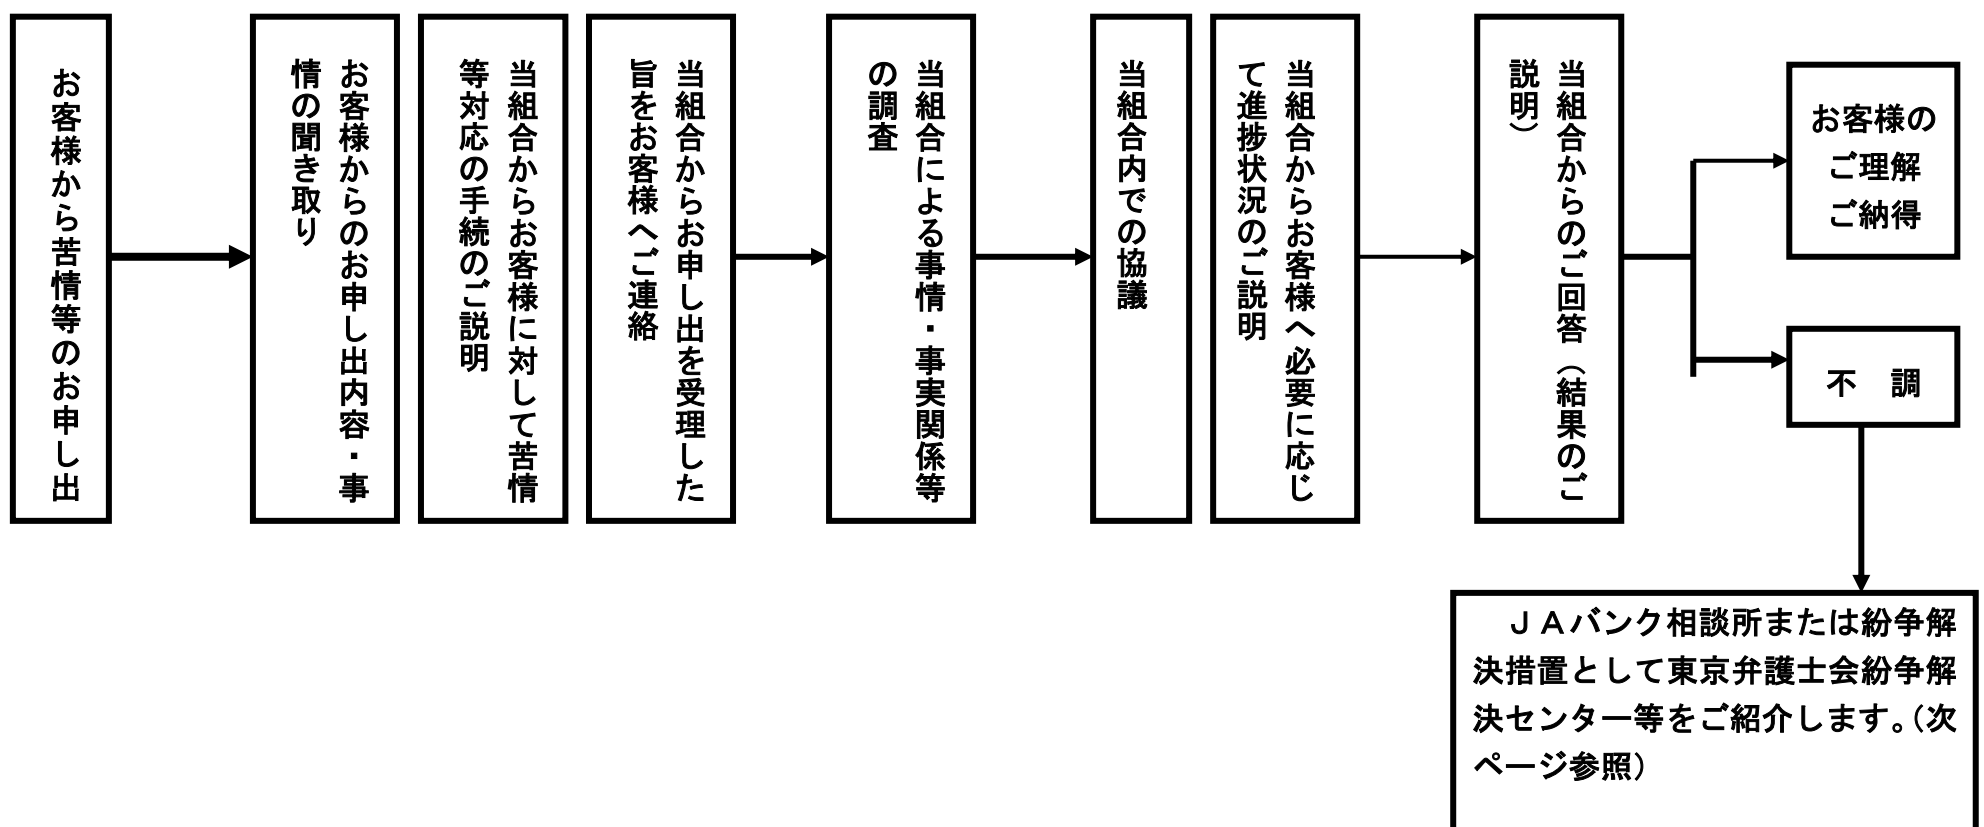 お客様から苦情等のお申し出
お客様からのお申し出内容・事
情の聞き取り
当組合からお客様に対して苦情
等対応の手続のご説明
当組合からお申し出を受理した
旨をお客様へご連絡
当組合による事情・事実関係等
の調査
当組合内での協議
当組合からお客様へ必要に応じ
て進捗状況のご説明
当組合からのご回答（結果のご
説明）
お客様の
ご理解
ご納得
不　調
ＪＡバンク相談所または紛争解
決措置として東京弁護士会紛争解
決センター等をご紹介します。（次
ページ参照）